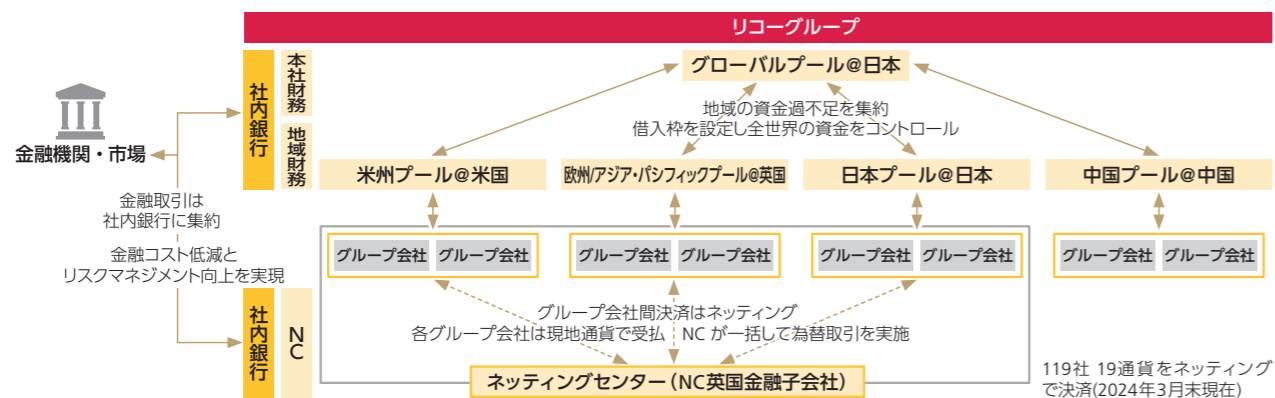 リコーグループ
社内銀行
本社財務
地域財務
グローバルプール@日本
地域の資金過不足を集約
借入枠を設定し全世界の資金をコントロール
金融機関・市場
米州プール@米国
欧州/アジア・パシフィックプール@英国
日本プール@日本
中国プール@中国
金融取引は
社内銀行に集約
金融コスト低減と
リスクマネジメント向上を実現
グループ会社 グループ会社
グループ会社 グループ会社
グループ会社 グループ会社
グループ会社 グループ会社
社内銀行
NC
グループ会社間決済はネッティング
各グループ会社は現地通貨で受払 NC が一括して為替取引を実施
ネッティングセンター(NC英国金融子会社)
119社 19通貨をネッティング
で決済(2024年3月末現在)